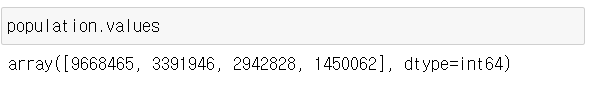 population.values
array([9668465, 3391946, 2942828, 1450062], dtype=int64)